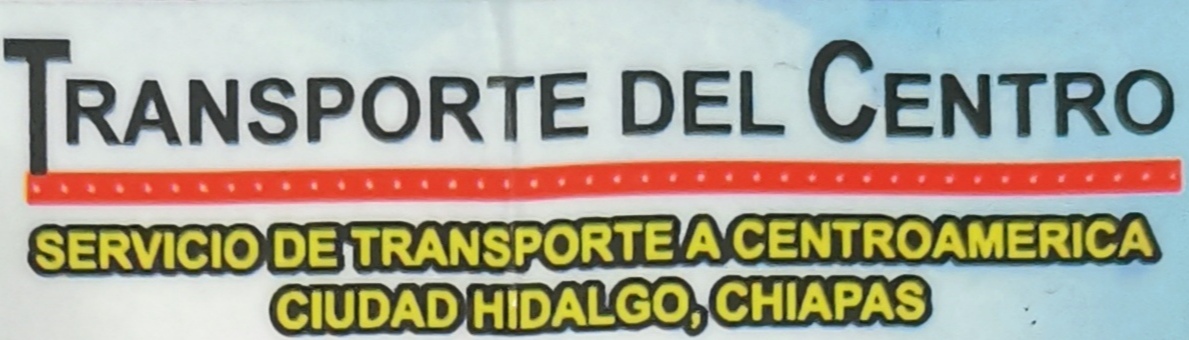 TRANSPORTE DEL CENTRO
SERVICIO DE TRANSPORTE A CENTROAMERICA
CIUDAD HIDALGO, CHIAPAS